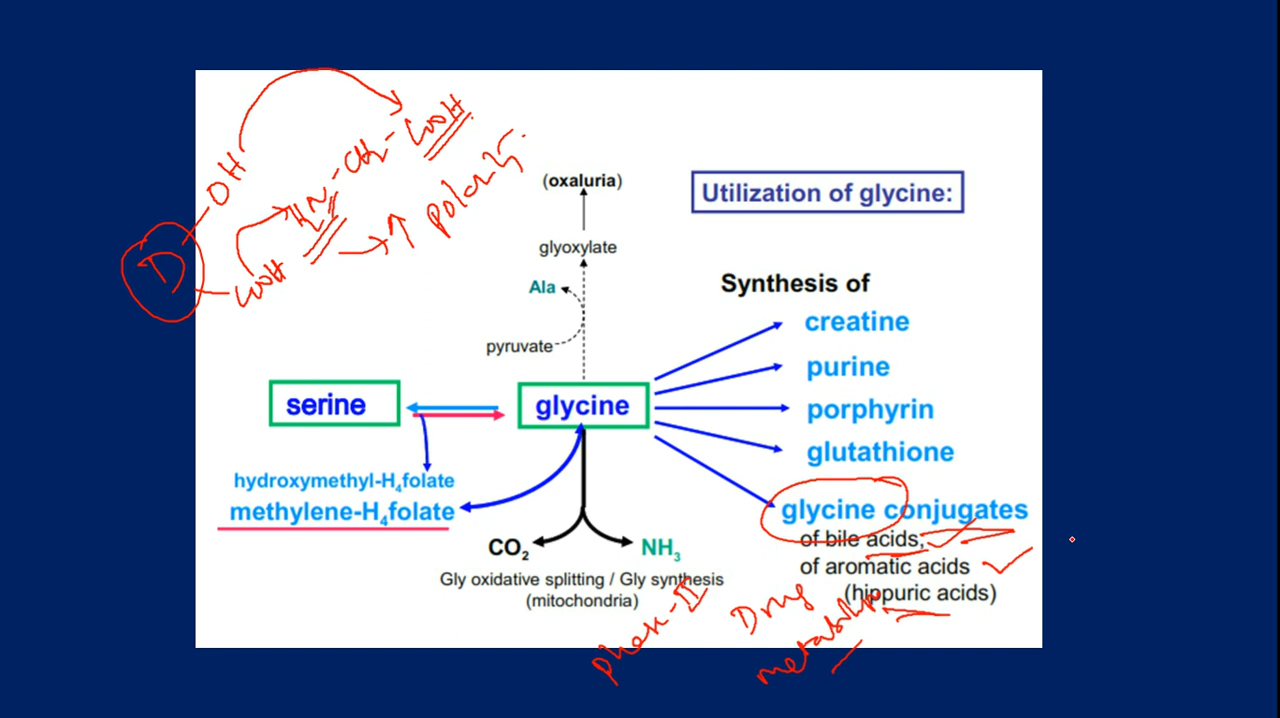 D
-OH
COOH
H₂N-CH₂-COOH
→ ↑ polarity
(oxaluria)
Utilization of glycine:
glyoxylate
Ala
pyruvate
Synthesis of
creatine
purine
porphyrin
glutathione
serine
glycine
hydroxymethyl-H₄folate
methylene-H₄folate
glycine conjugates
of bile acids,
of aromatic acids
(hippuric acids)
CO₂
NH₃
Gly oxidative splitting / Gly synthesis
(mitochondria)
phase-II
Drug